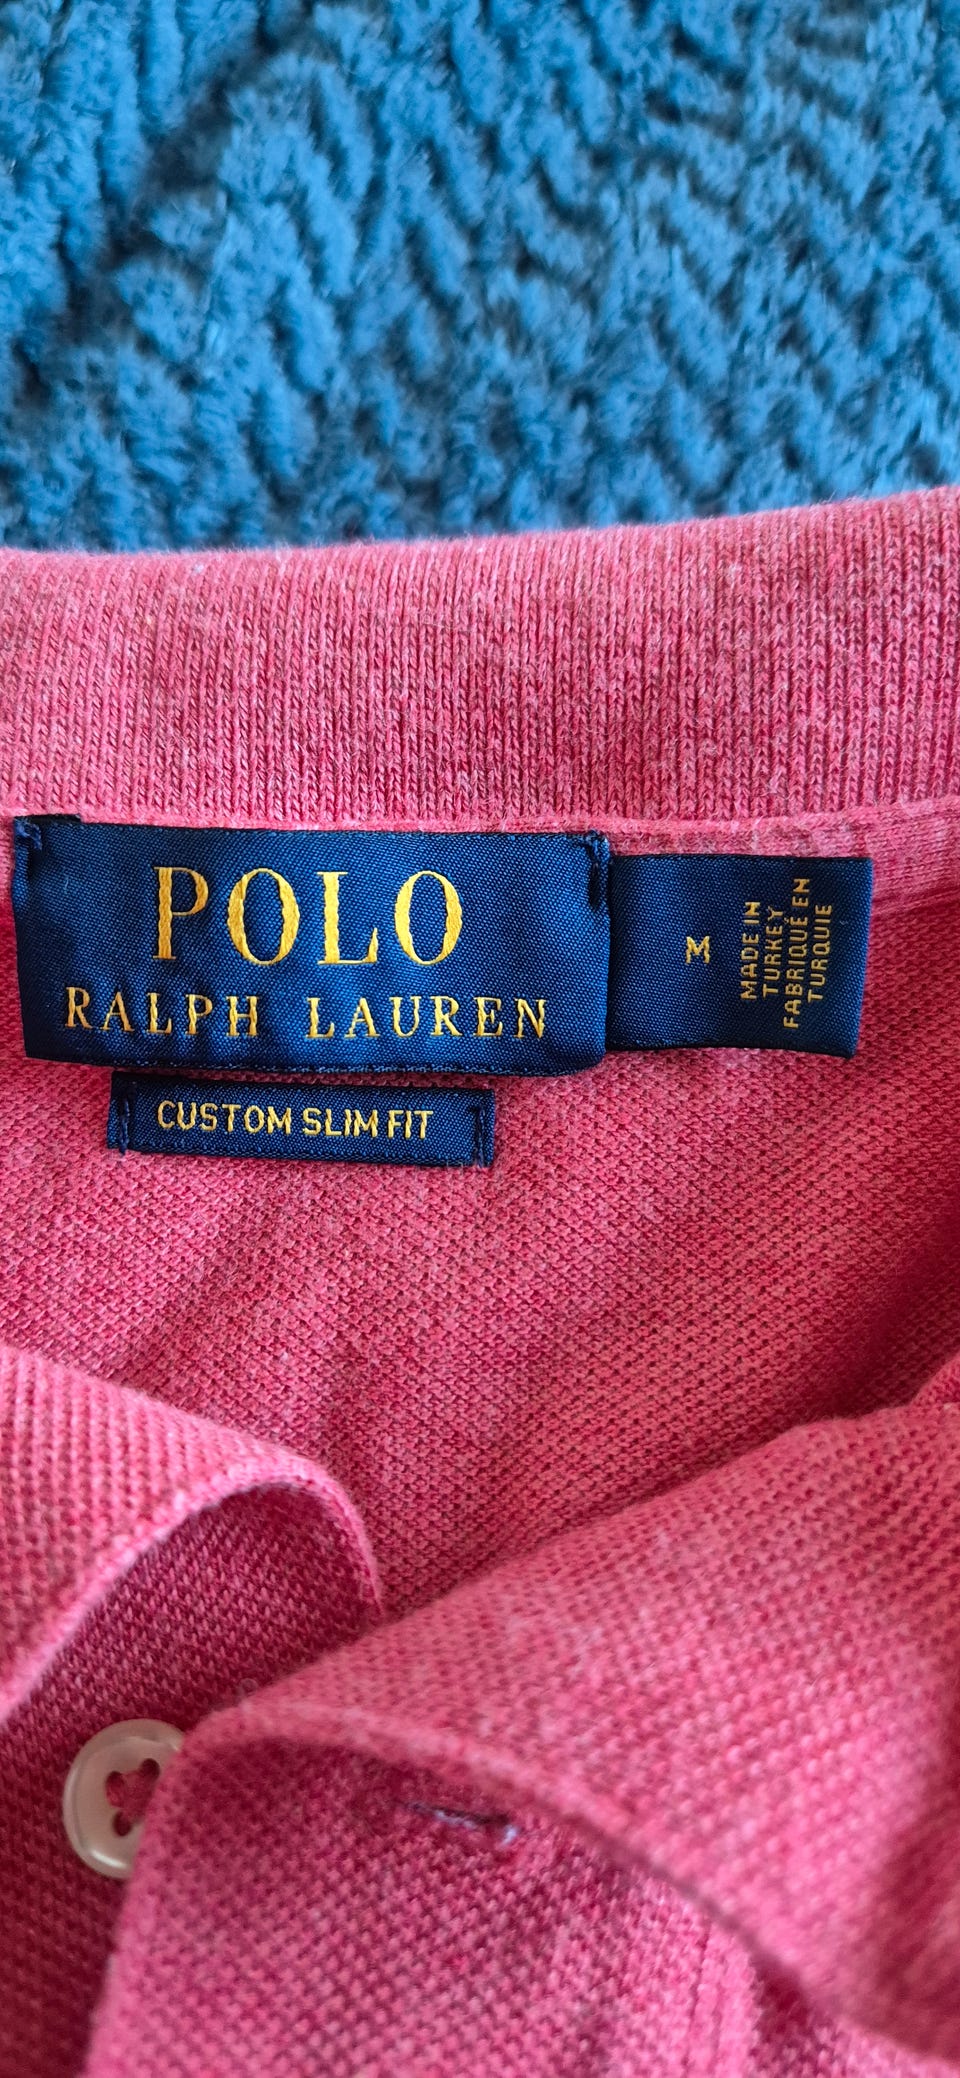 POLO
RALPH LAUREN
CUSTOM SLIM FIT
M
MADE IN
TURKEY
FABRIQUÉ EN
TURQUIE